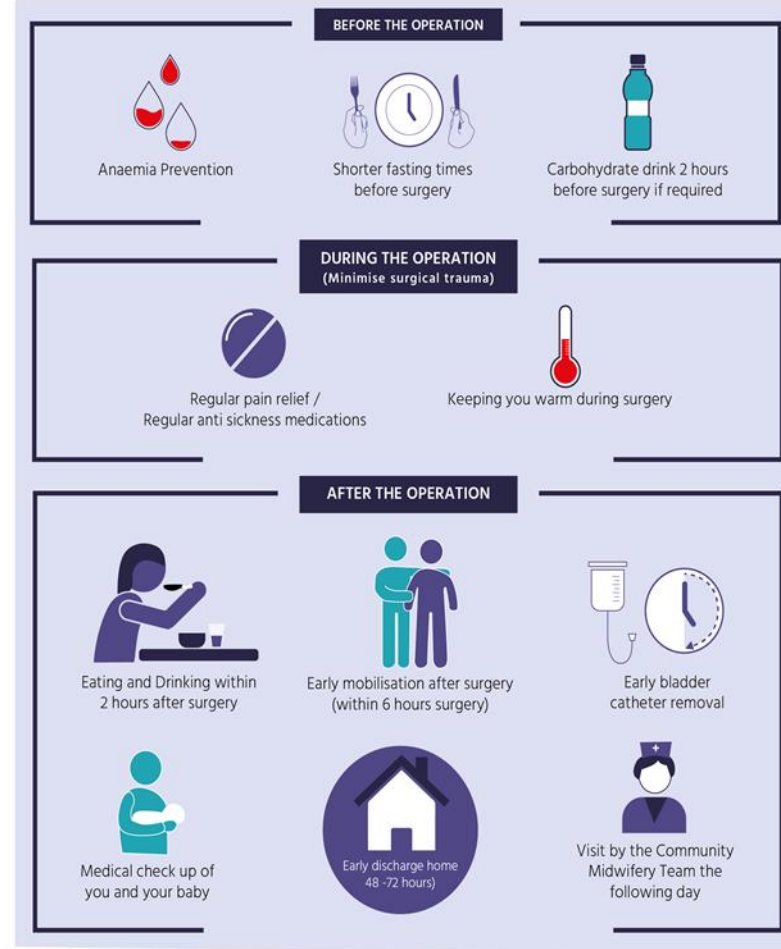 BEFORE THE OPERATION
Anaemia Prevention
Shorter fasting times
before surgery
Carbohydrate drink 2 hours
before surgery if required
DURING THE OPERATION
(Minimise surgical trauma)
Regular pain relief /
Regular anti sickness medications
Keeping you warm during surgery
AFTER THE OPERATION
Eating and Drinking within
2 hours after surgery
Early mobilisation after surgery
(within 6 hours surgery)
Early bladder
catheter removal
Medical check up of
you and your baby
Early discharge home
48 -72 hours)
Visit by the Community
Midwifery Team the
following day